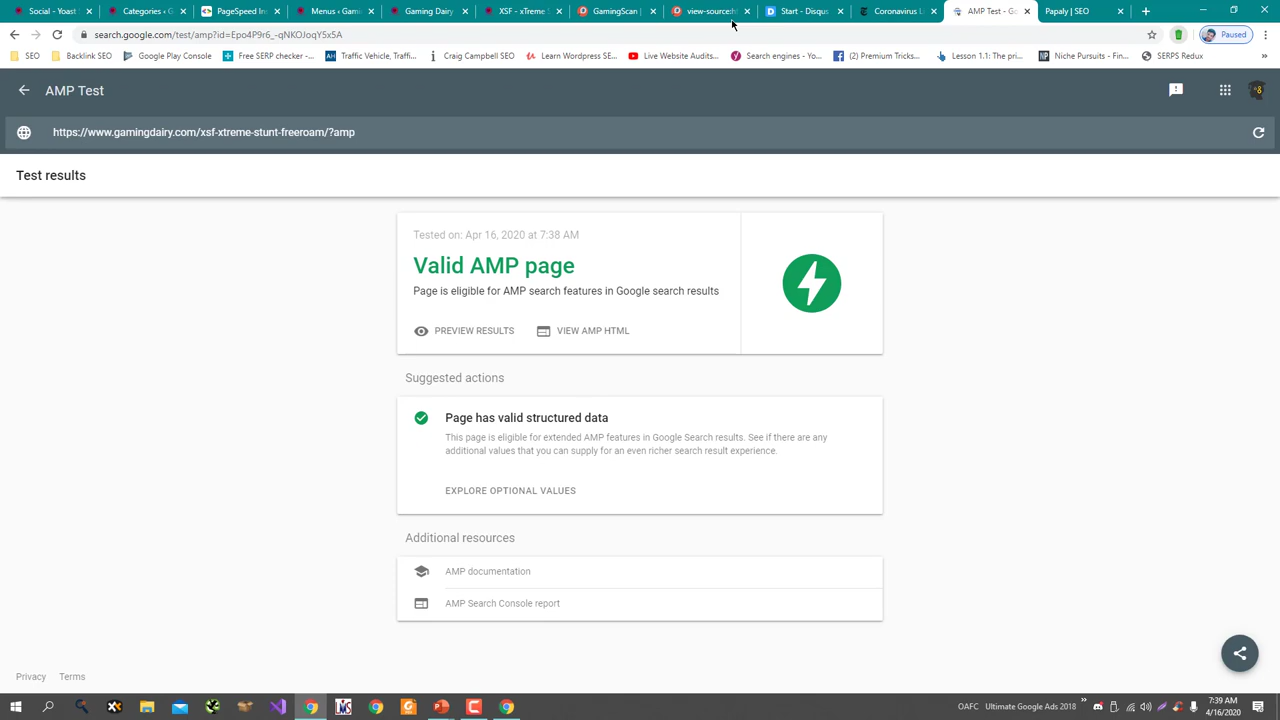 Social - Yoast
Categories ‹ G
PageSpeed In
Menus ‹ Gami
Gaming Dairy
XSF - xTreme S
GamingScan |
view-source:ht
Start - Disqus
Coronavirus L
AMP Test - Go
Papaly | SEO
search.google.com/test/amp?id=Epo4P9r6_-qNKOJoqY5x5A
Paused
SEO
Backlink SEO
Google Play Console
Free SERP checker -...
Traffic Vehicle, Traffi...
Craig Campbell SEO
Learn Wordpress SE...
Live Website Audits...
Search engines - Yo...
(2) Premium Tricks...
Lesson 1.1: The pri...
Niche Pursuits - Fin...
SERPS Redux
»
AMP Test
https://www.gamingdairy.com/xsf-xtreme-stunt-freeroam/?amp
Test results
Tested on: Apr 16, 2020 at 7:38 AM
Valid AMP page
Page is eligible for AMP search features in Google search results
PREVIEW RESULTS
VIEW AMP HTML
Suggested actions
Page has valid structured data
This page is eligible for extended AMP features in Google Search results. See if there are any
additional values that you can supply for an even richer search result experience.
EXPLORE OPTIONAL VALUES
Additional resources
AMP documentation
AMP Search Console report
Privacy
Terms
OAFC
Ultimate Google Ads 2018
»
7:39 AM
4/16/2020